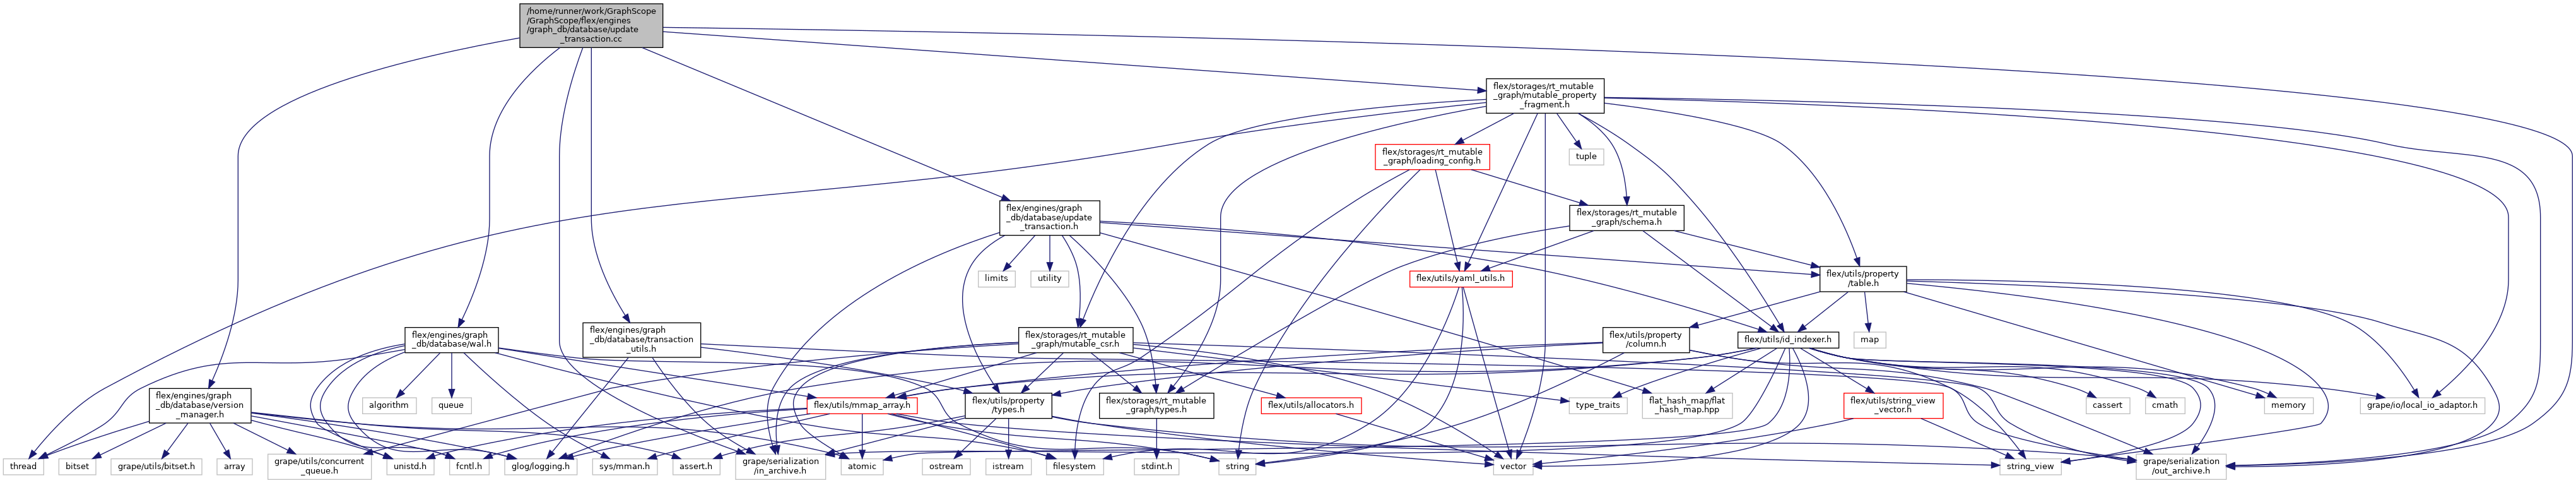 /home/runner/work/GraphScope
/GraphScope/flex/engines
/graph_db/database/update
_transaction.cc
flex/storages/rt_mutable
_graph/mutable_property
_fragment.h
flex/storages/rt_mutable
_graph/loading_config.h
tuple
flex/engines/graph
_db/database/update
_transaction.h
flex/storages/rt_mutable
_graph/schema.h
limits
utility
flex/utils/yaml_utils.h
flex/utils/property
/table.h
flex/engines/graph
_db/database/wal.h
flex/engines/graph
_db/database/transaction
_utils.h
flex/storages/rt_mutable
_graph/mutable_csr.h
flex/utils/property
/column.h
flex/utils/id_indexer.h
map
flex/engines/graph
_db/database/version
_manager.h
algorithm
queue
flex/utils/mmap_array.h
flex/utils/property
/types.h
flex/storages/rt_mutable
_graph/types.h
flex/utils/allocators.h
type_traits
flat_hash_map/flat
_hash_map.hpp
flex/utils/string_view
_vector.h
cassert
cmath
memory
grape/io/local_io_adaptor.h
thread
bitset
grape/utils/bitset.h
array
grape/utils/concurrent
_queue.h
unistd.h
fcntl.h
glog/logging.h
sys/mman.h
assert.h
grape/serialization
/in_archive.h
atomic
ostream
istream
filesystem
stdint.h
string
vector
string_view
grape/serialization
/out_archive.h